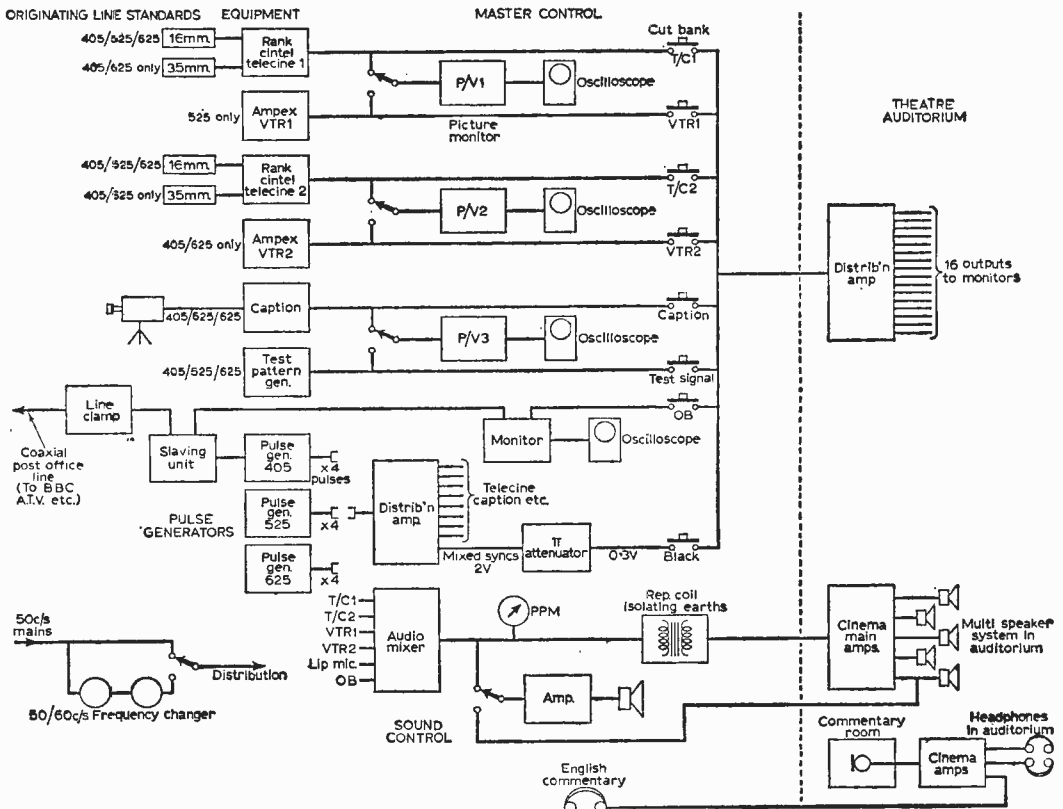 ORIGINATING LINE STANDARDS
EQUIPMENT
MASTER CONTROL
405/525/625
16mm.
405/625 only
35mm.
Rank
cintel
telecine 1
Cut bank
T/C1
P/V1
Oscilloscope
525 only
Ampex
VTR1
Picture
monitor
VTR1
THEATRE
AUDITORIUM
405/525/625
16mm.
405/625 only
35mm.
Rank
cintel
telecine 2
T/C2
P/V2
Oscilloscope
405/625 only
Ampex
VTR2
VTR2
Distrib'n
amp
16 outputs
to monitors
405/525/625
Caption
Caption
P/V3
Oscilloscope
405/525/625
Test
pattern
gen.
Test signal
Line
clamp
OB
Coaxial
post office
line
(To BBC
A.T.V. etc.)
Slaving
unit
Pulse
gen.
405
x4
pulses
Monitor
Oscilloscope
PULSE
GENERATORS
Pulse
gen.
525
x4
Distrib'n
amp.
Telecine
caption etc.
Pulse
gen.
625
x4
Mixed syncs
2V
π
attenuator
0·3V
Black
50c/s
mains
Distribution
50/60c/s Frequency changer
T/C1
T/C2
VTR1
VTR2
Lip mic.
OB
Audio
mixer
PPM
Rep. coil
(isolating earths
Cinema
main
amps.
Multi speaker
system in
auditorium
Amp.
SOUND
CONTROL
Commentary
room
Cinema
amps
Headphones
in auditorium
English
commentary